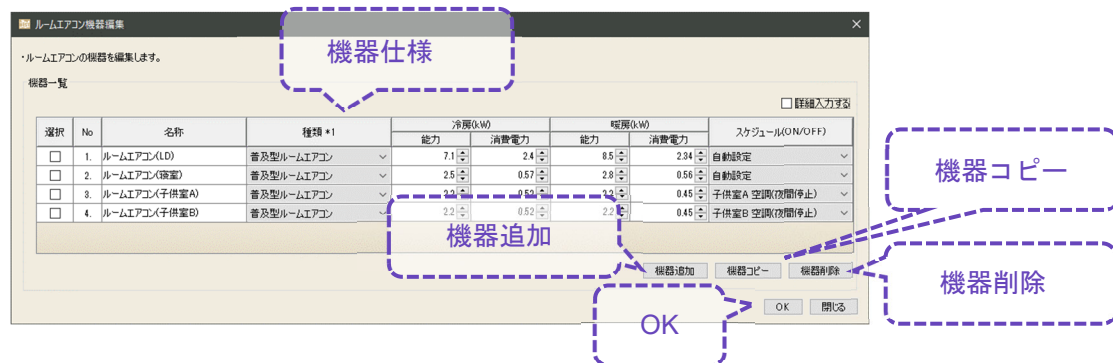 ルームエアコン機器編集
機器仕様
・ルームエアコンの機器を編集します。
機器一覧
詳細入力する
選択 No 名称 種類 *1 冷房(kW) 暖房(kW) スケジュール(ON/OFF)
能力 消費電力 能力 消費電力
1. ルームエアコン(LD) 普及型ルームエアコン 7.1 2.4 8.5 2.34 自動設定
2. ルームエアコン(寝室) 普及型ルームエアコン 2.5 0.57 2.8 0.56 自動設定
3. ルームエアコン(子供室A) 普及型ルームエアコン 2.2 0.52 2.2 0.45 子供室A 空調(夜間停止)
4. ルームエアコン(子供室B) 普及型ルームエアコン 2.2 0.52 2.2 0.45 子供室B 空調(夜間停止)
機器コピー
機器追加
機器追加 機器コピー 機器削除
機器削除
OK 閉じる
OK